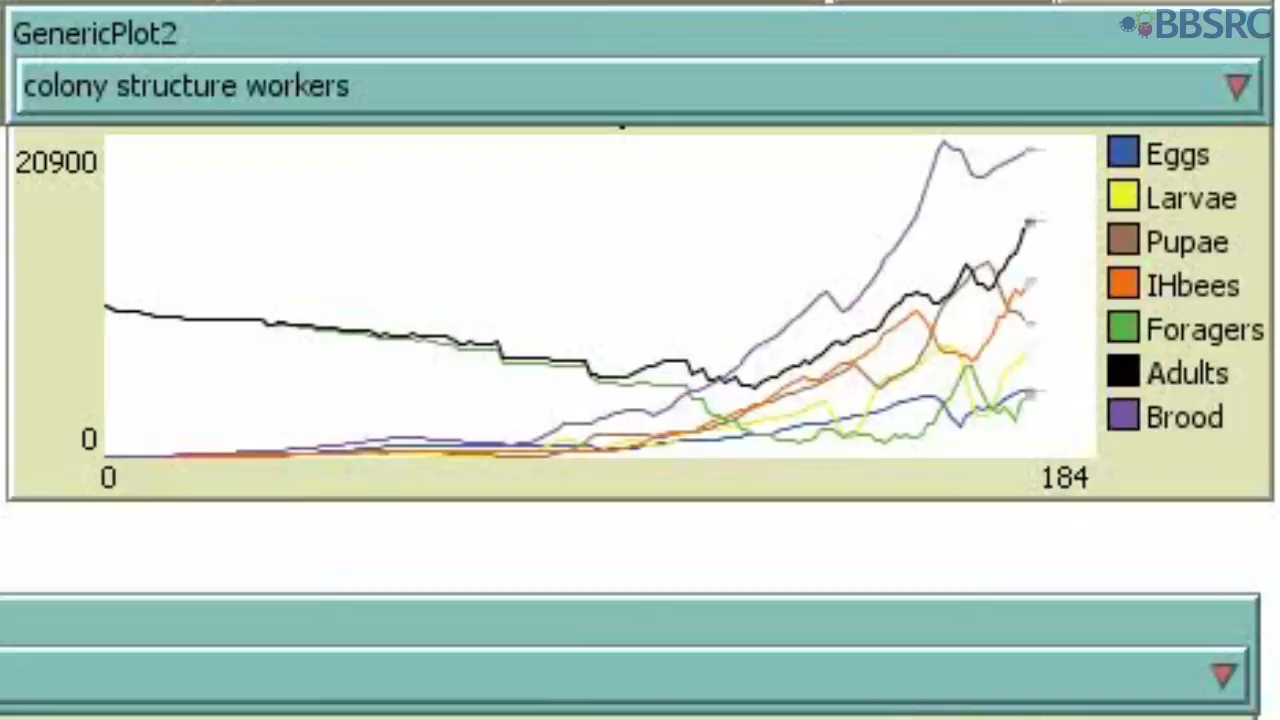 BBSRC
GenericPlot2
colony structure workers
20900
0
0
184
Eggs
Larvae
Pupae
IHbees
Foragers
Adults
Brood